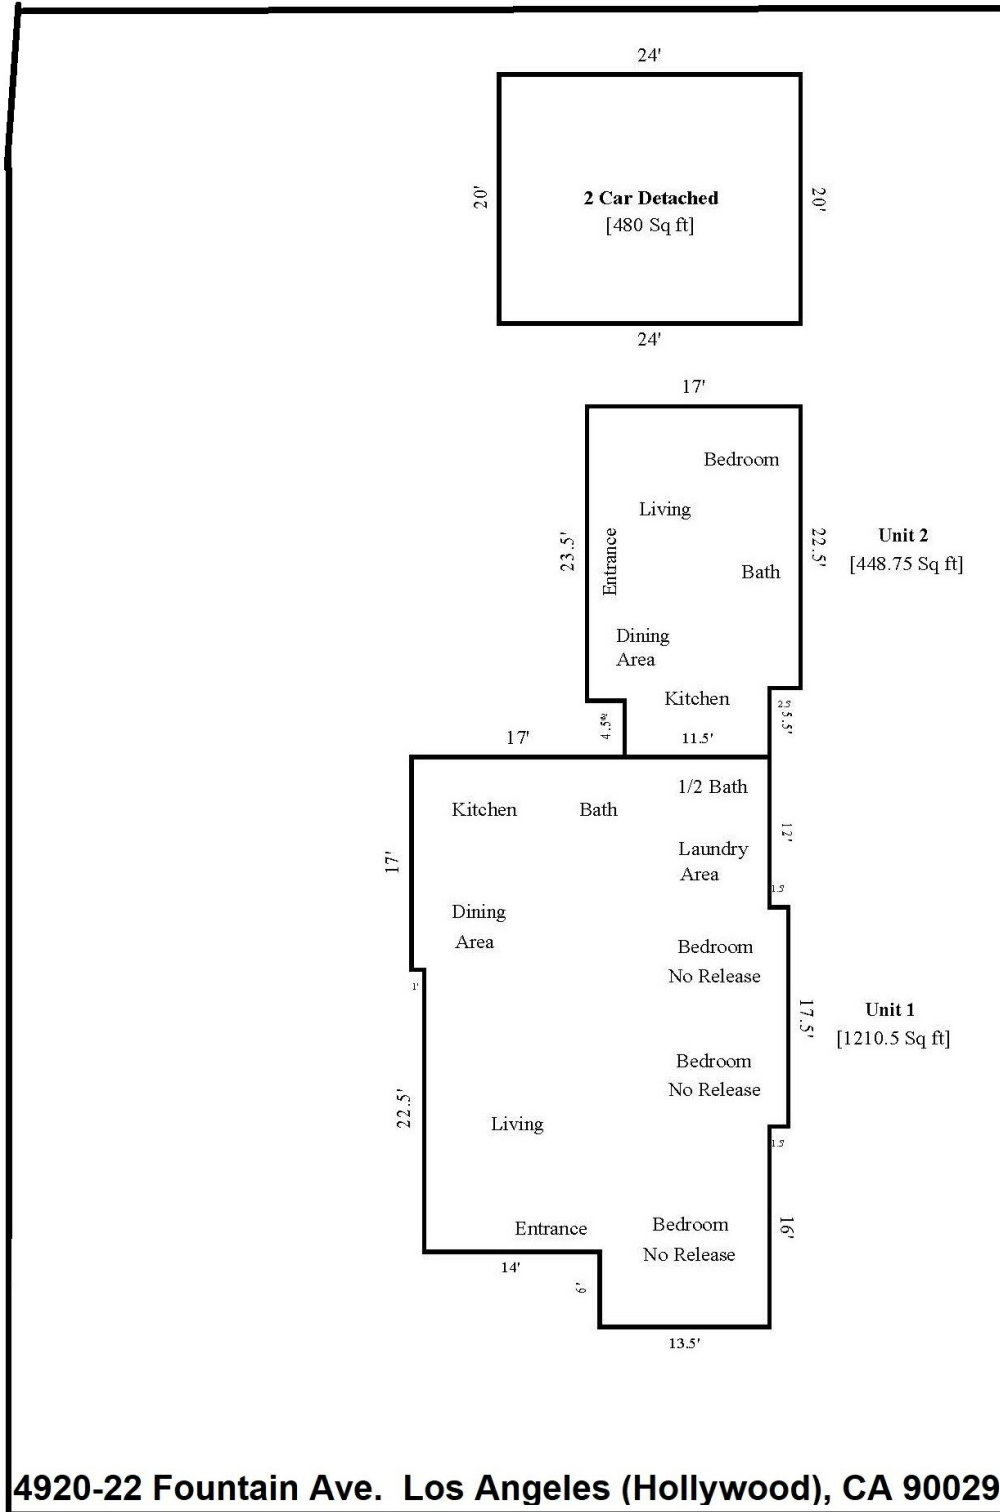 24'
20'
2 Car Detached
[480 Sq ft]
20'
24'
17'
Bedroom
Living
23.5'
Entrance
22.5'
Unit 2
[448.75 Sq ft]
Bath
Dining
Area
Kitchen
2.5'
5.5'
4.5'
11.5'
17'
1/2 Bath
Kitchen
Bath
12'
Laundry
Area
17'
1.5'
Dining
Area
Bedroom
No Release
1'
17.5'
Unit 1
[1210.5 Sq ft]
Bedroom
No Release
22.5'
Living
1.5'
Entrance
Bedroom
No Release
16'
14'
6'
13.5'
4920-22 Fountain Ave. Los Angeles (Hollywood), CA 90029